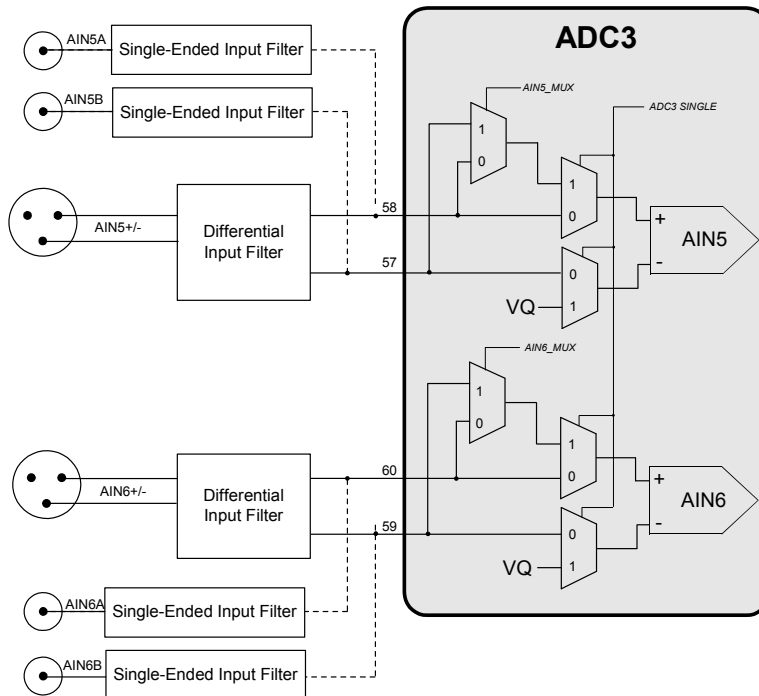 ADC3
AIN5A
Single-Ended Input Filter
AIN5B
Single-Ended Input Filter
AIN5_MUX
ADC3 SINGLE
1
0
1
0
AIN5+/-
Differential
Input Filter
58
57
+
-
AIN5
0
1
VQ
AIN6_MUX
1
0
1
0
AIN6+/-
Differential
Input Filter
60
59
+
-
AIN6
0
1
VQ
AIN6A
Single-Ended Input Filter
AIN6B
Single-Ended Input Filter